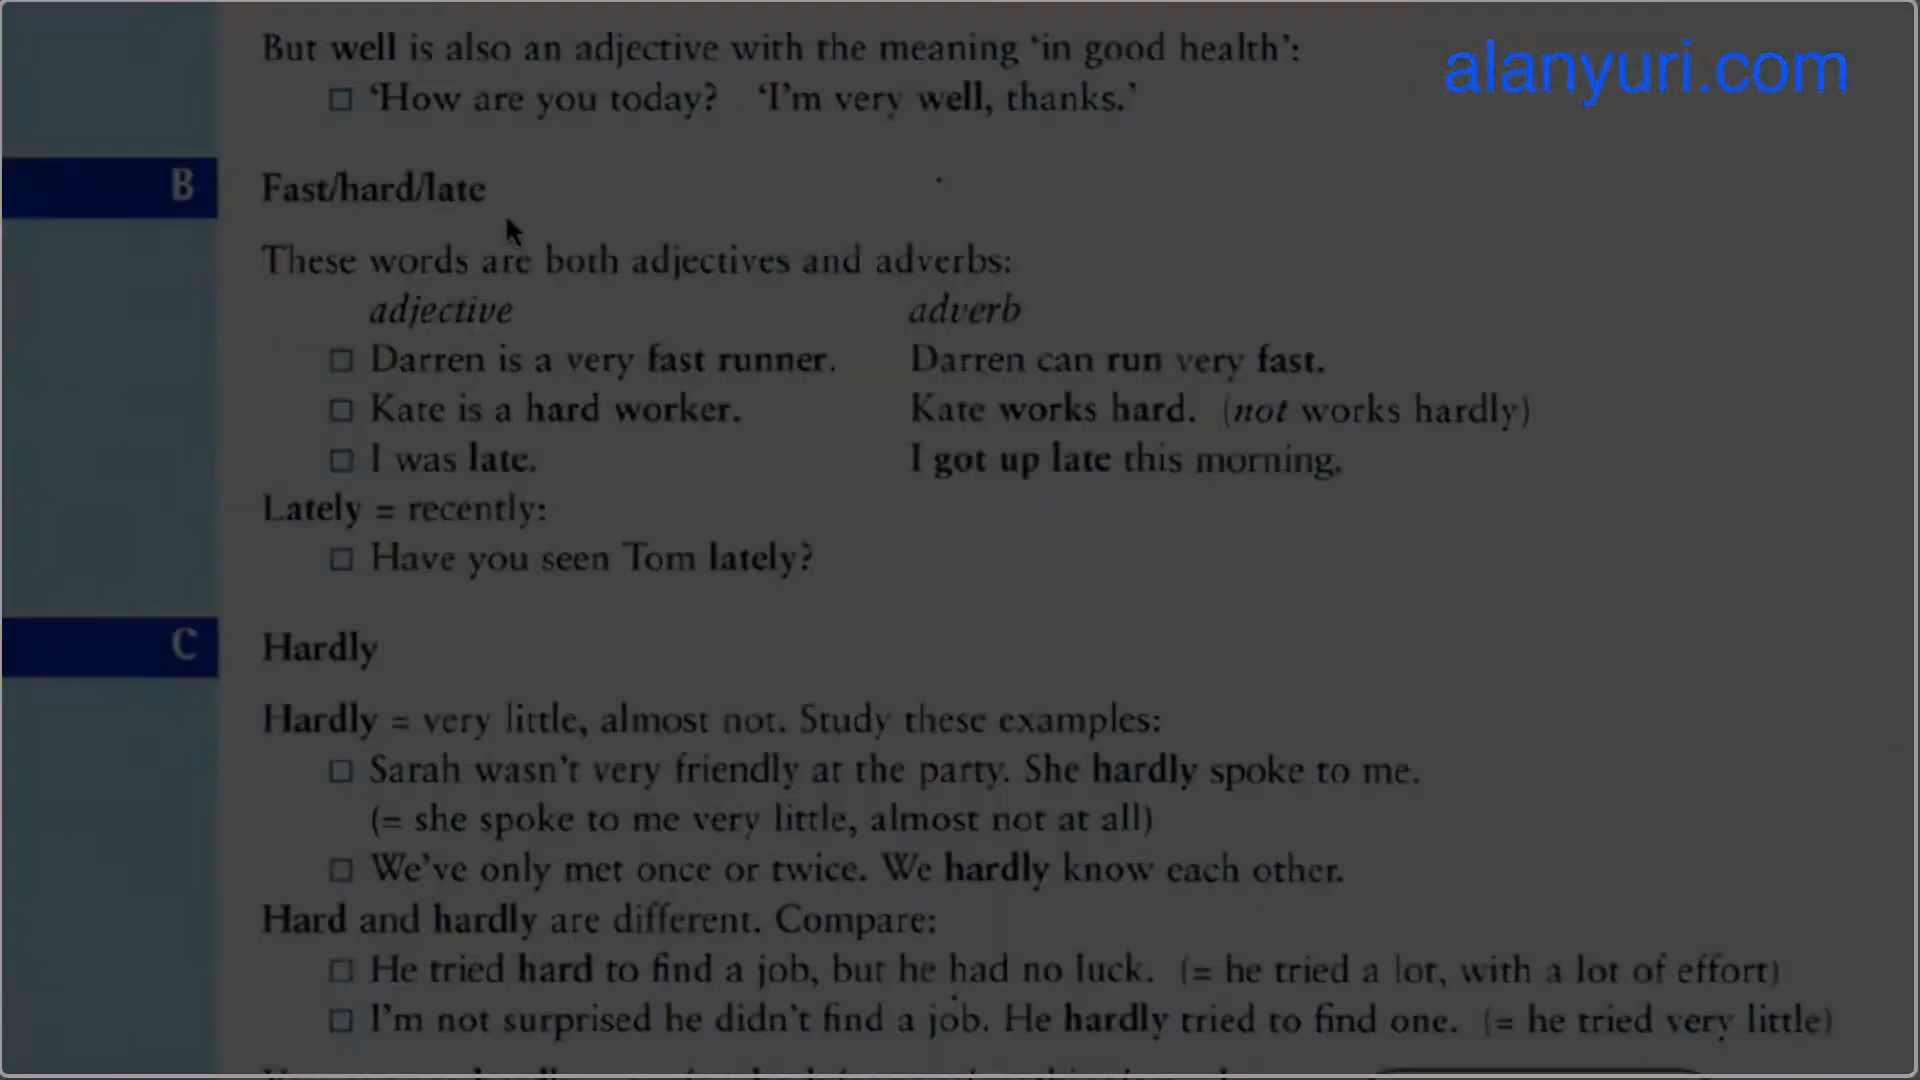 But well is also an adjective with the meaning ‘in good health’:
alanyuri.com
□ ‘How are you today? ‘I’m very well, thanks.’
B Fast/hard/late
These words are both adjectives and adverbs:
adjective adverb
□ Darren is a very fast runner. Darren can run very fast.
□ Kate is a hard worker. Kate works hard. (not works hardly)
□ I was late. I got up late this morning.
Lately = recently:
□ Have you seen Tom lately?
C Hardly
Hardly = very little, almost not. Study these examples:
□ Sarah wasn’t very friendly at the party. She hardly spoke to me.
(= she spoke to me very little, almost not at all)
□ We’ve only met once or twice. We hardly know each other.
Hard and hardly are different. Compare:
□ He tried hard to find a job, but he had no luck. (= he tried a lot, with a lot of effort)
□ I’m not surprised he didn’t find a job. He hardly tried to find one. (= he tried very little)